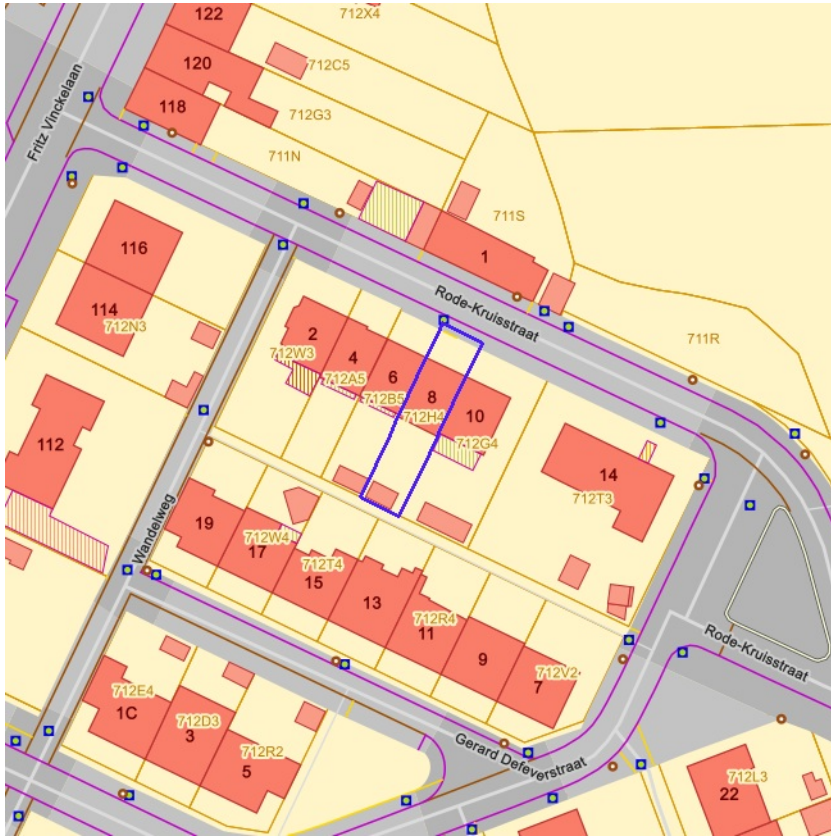 122
712X4
120
712C5
118
712G3
Fritz Vinckelaan
711N
711S
116
1
114
712N3
Rode-Kruisstraat
711R
2
712W3
4
712A5
6
712B5
8
712H4
10
712G4
112
14
712T3
Wandelweg
19
17
712W4
15
712T4
13
11
712R4
9
7
712V2
Rode-Kruisstraat
712E4
1C
712D3
3
712R2
5
Gerard Defeverstraat
712L3
22